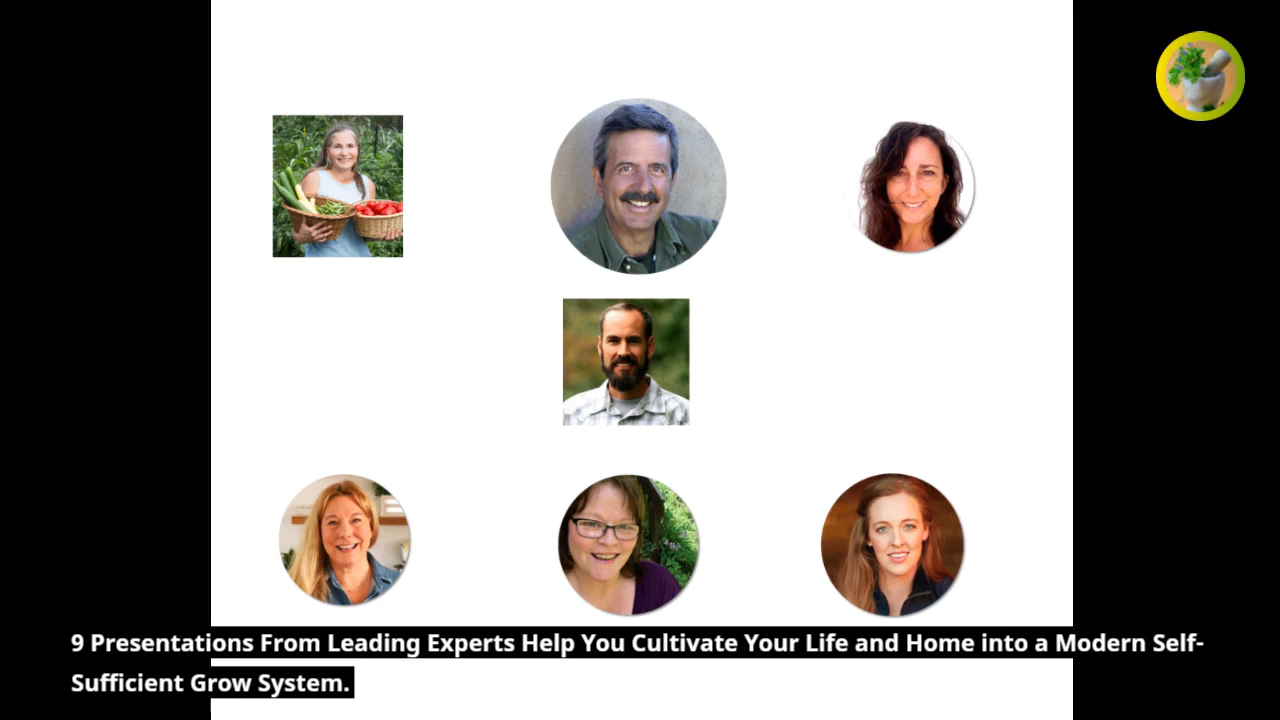 9 Presentations From Leading Experts Help You Cultivate Your Life and Home into a Modern Self-
Sufficient Grow System.